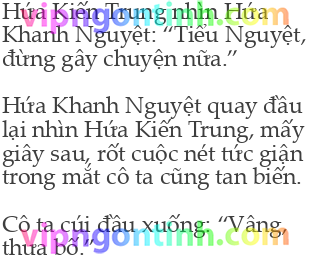 Hứa Kiến Trung nhìn Hứa
Khanh Nguyệt: “Tiểu Nguyệt,
đừng gây chuyện nữa.”
Hứa Khanh Nguyệt quay đầu
lại nhìn Hứa Kiến Trung, mấy
giây sau, rốt cuộc nét tức giận
trong mắt cô ta cũng tan biến.
Cô ta cúi đầu xuống: “Vâng,
thưa bố.”
vipngontinh.com
vipngontinh.com